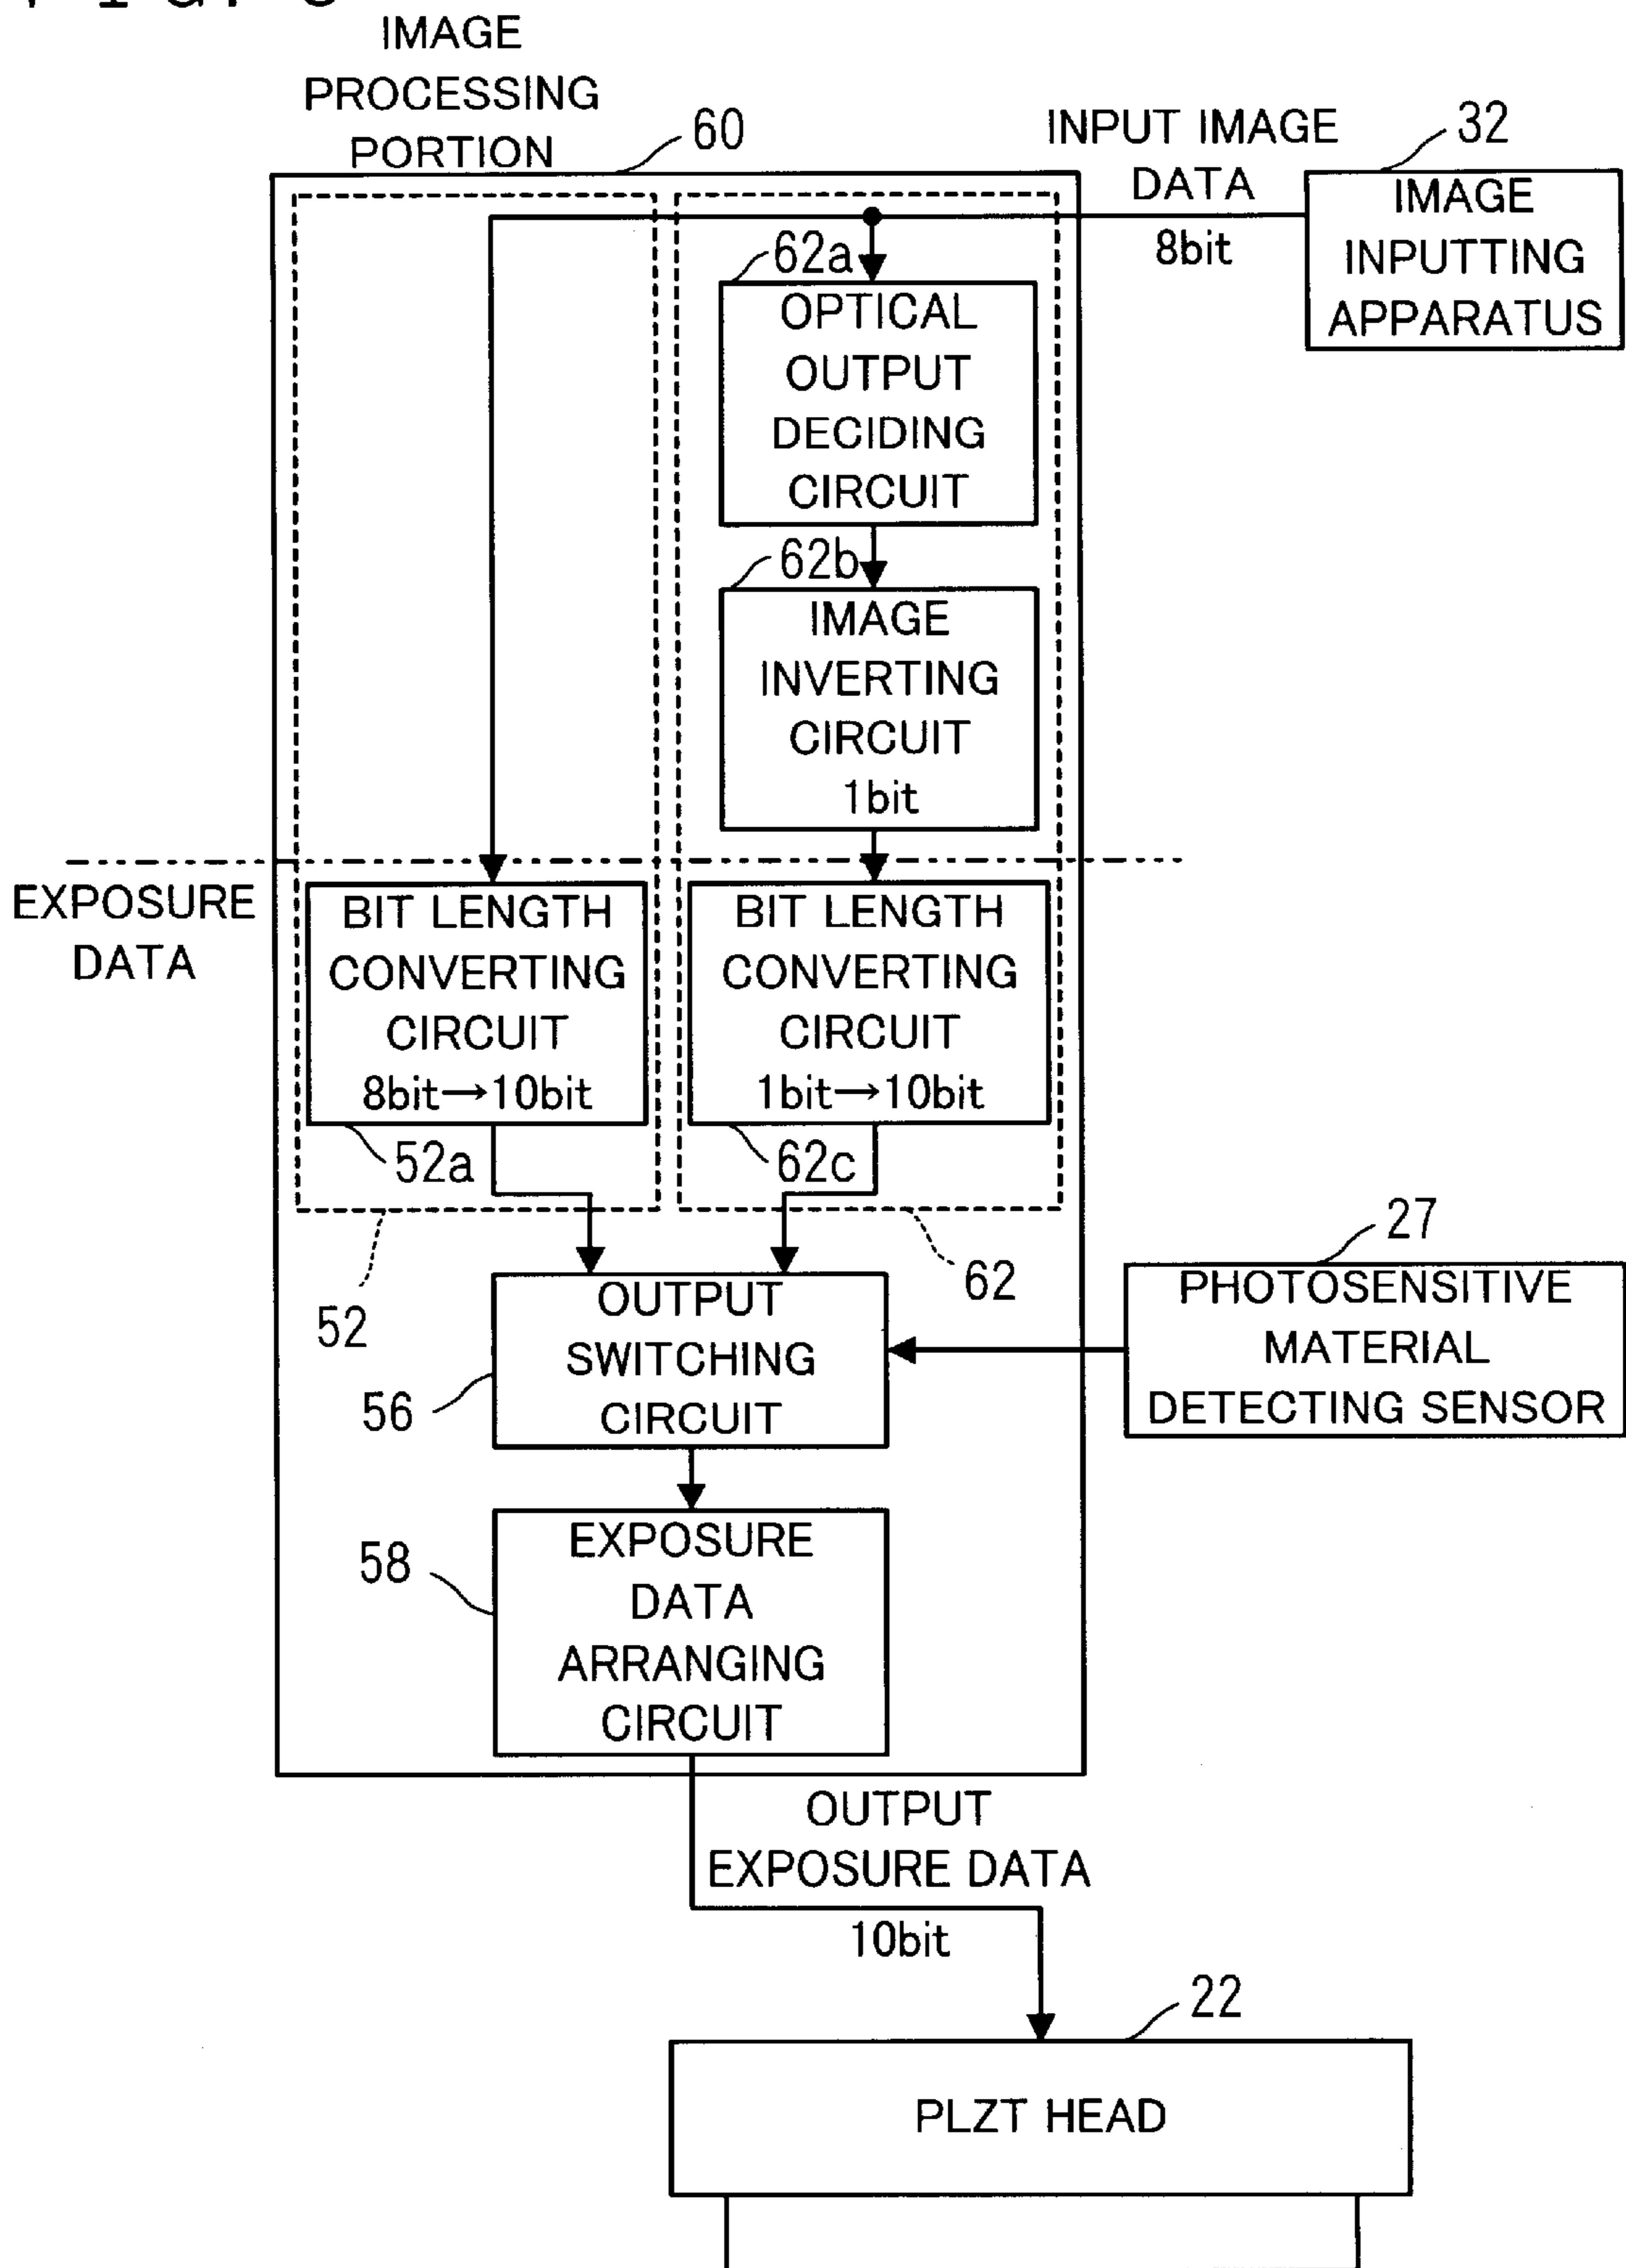 IMAGE
PROCESSING
PORTION
60
INPUT IMAGE
DATA
8bit
32
IMAGE
INPUTTING
APPARATUS
62a
OPTICAL
OUTPUT
DECIDING
CIRCUIT
62b
IMAGE
INVERTING
CIRCUIT
1bit
EXPOSURE
DATA
BIT LENGTH
CONVERTING
CIRCUIT
8bit→10bit
52a
BIT LENGTH
CONVERTING
CIRCUIT
1bit→10bit
62c
52
62
27
PHOTOSENSITIVE
MATERIAL
DETECTING SENSOR
OUTPUT
SWITCHING
CIRCUIT
56
EXPOSURE
DATA
ARRANGING
CIRCUIT
58
OUTPUT
EXPOSURE DATA
10bit
22
PLZT HEAD